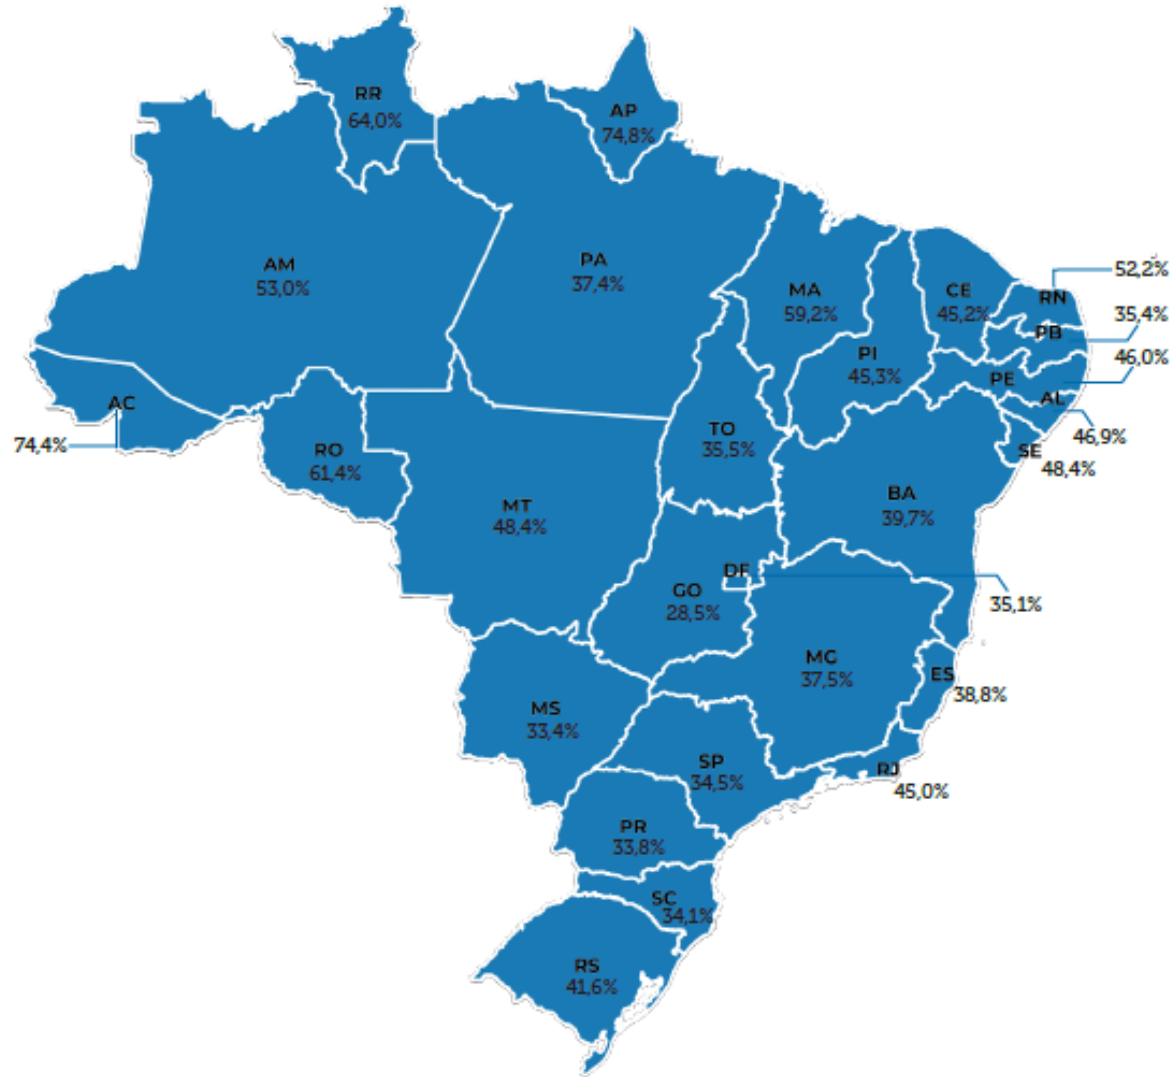 RR
64,0%
AP
74,8%
AM
53,0%
PA
37,4%
MA
59,2%
CE
45,2%
52,2%
RN
35,4%
PB
46,0%
PI
45,3%
PE
AL
46,9%
AC
74,4%
RO
61,4%
TO
35,5%
SE
48,4%
MT
48,4%
BA
39,7%
DF
35,1%
GO
28,5%
MG
37,5%
ES
38,8%
MS
33,4%
SP
34,5%
RJ
45,0%
PR
33,8%
SC
34,1%
RS
41,6%